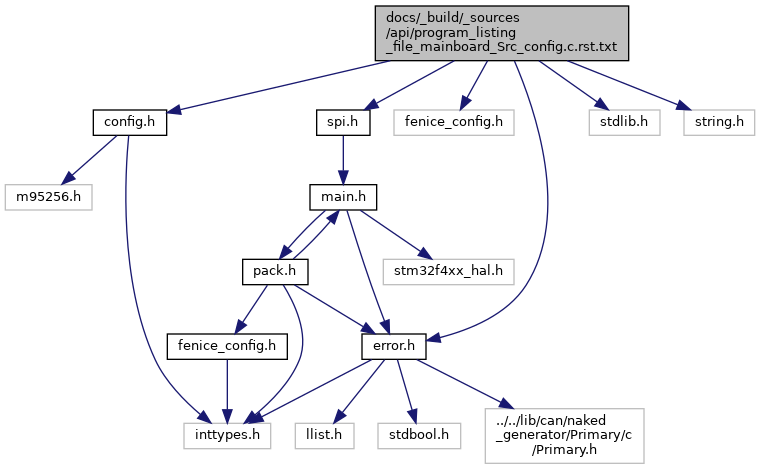 docs/_build/_sources
/api/program_listing
_file_mainboard_Src_config.c.rst.txt
config.h
spi.h
fenice_config.h
stdlib.h
string.h
m95256.h
main.h
pack.h
stm32f4xx_hal.h
fenice_config.h
error.h
inttypes.h
llist.h
stdbool.h
../../lib/can/naked
_generator/Primary/c
/Primary.h